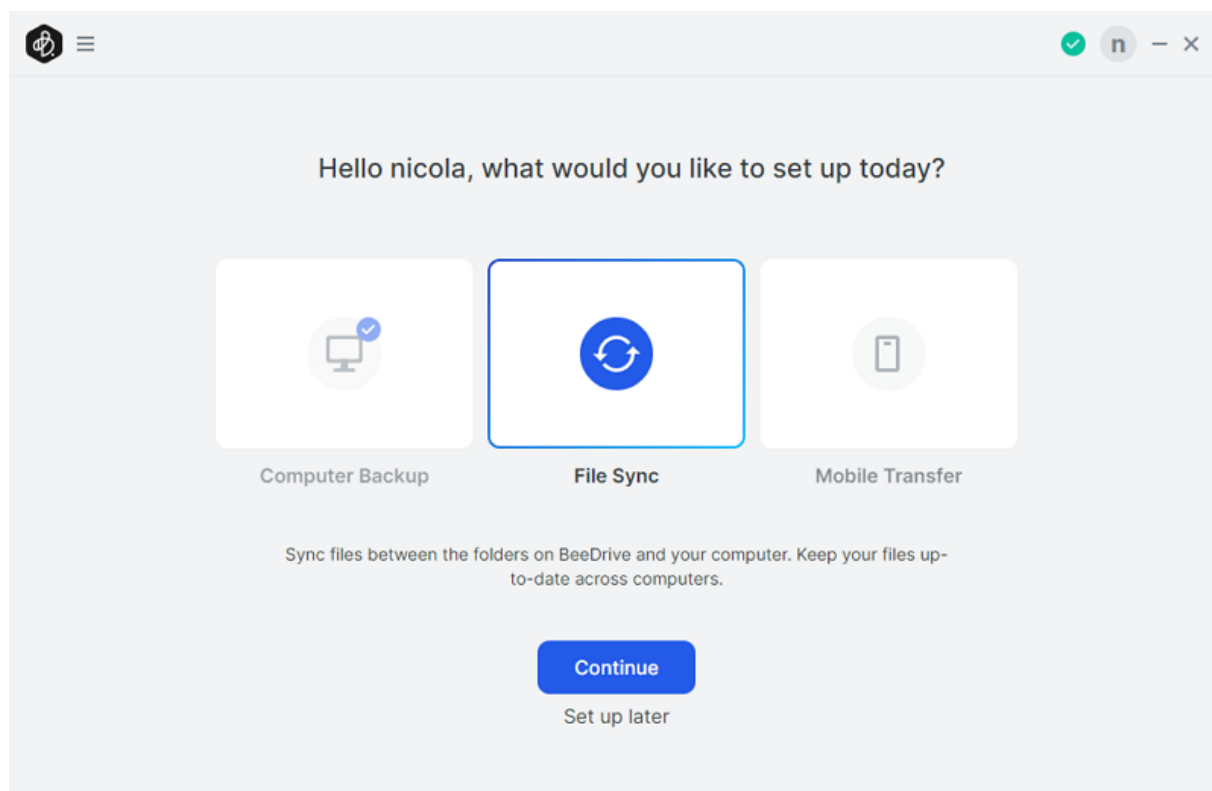 n
Hello nicola, what would you like to set up today?
Computer Backup
File Sync
Mobile Transfer
Sync files between the folders on BeeDrive and your computer. Keep your files up-
to-date across computers.
Continue
Set up later